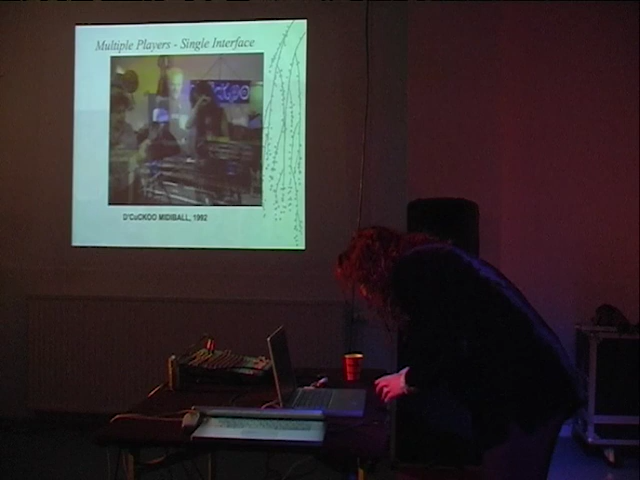 Multiple Players - Single Interface
D'CuCKOO MIDIBALL, 1992